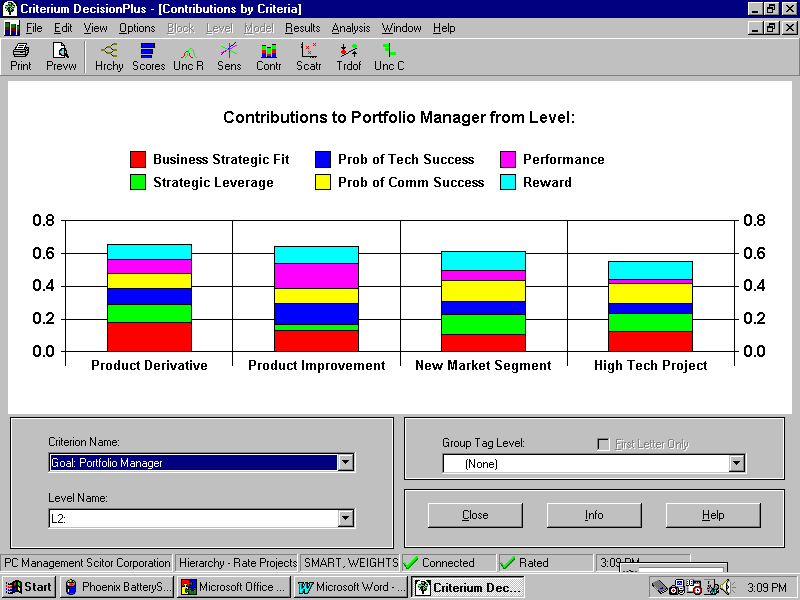 Criterium DecisionPlus - [Contributions by Criteria]
File Edit View Options Block Level Model Results Analysis Window Help
Print Prevw Hrchy Scores Unc R Sens Contr Scatr Trdof Unc C
Contributions to Portfolio Manager from Level:
Business Strategic Fit Prob of Tech Success Performance
Strategic Leverage Prob of Comm Success Reward
0.8 0.8
0.6 0.6
0.4 0.4
0.2 0.2
0.0 0.0
Product Derivative Product Improvement New Market Segment High Tech Project
Criterion Name:
Goal: Portfolio Manager
Level Name:
L2:
Group Tag Level: First Letter Only
(None)
Close Info Help
PC Management Scitor Corporation Hierarchy - Rate Projects SMART, WEIGHTS Connected Rated 3:09 PM
Start Phoenix BatteryS... Microsoft Office ... Microsoft Word - ... Criterium Dec... 3:09 PM